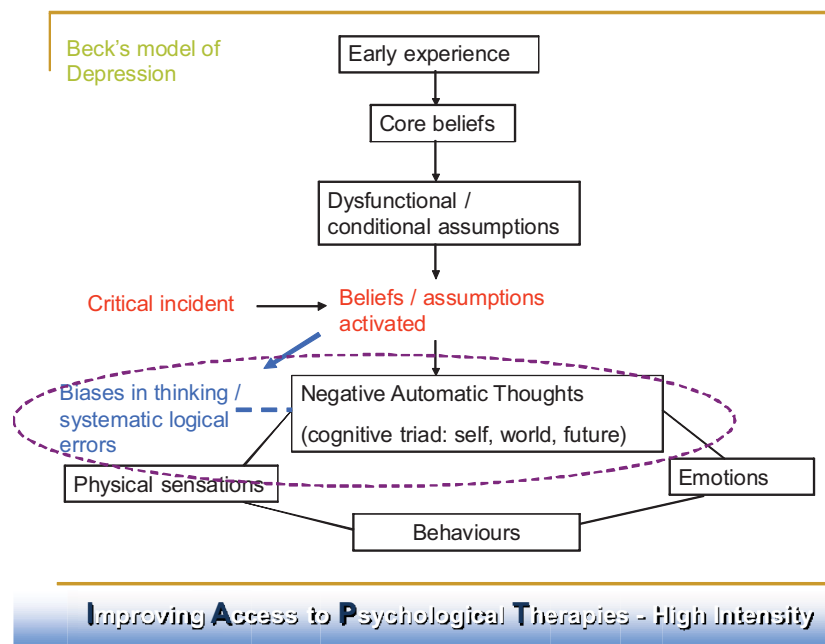 Beck's model of
Depression
Early experience
Core beliefs
Dysfunctional /
conditional assumptions
Critical incident
Beliefs / assumptions
activated
Biases in thinking /
systematic logical
errors
Negative Automatic Thoughts
(cognitive triad: self, world, future)
Physical sensations
Emotions
Behaviours
Improving Access to Psychological Therapies - High Intensity